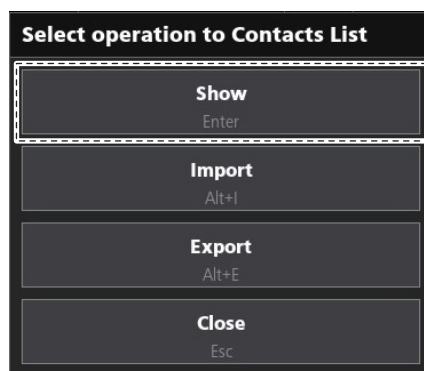 Select operation to Contacts List
Show
Enter
Import
Alt+I
Export
Alt+E
Close
Esc